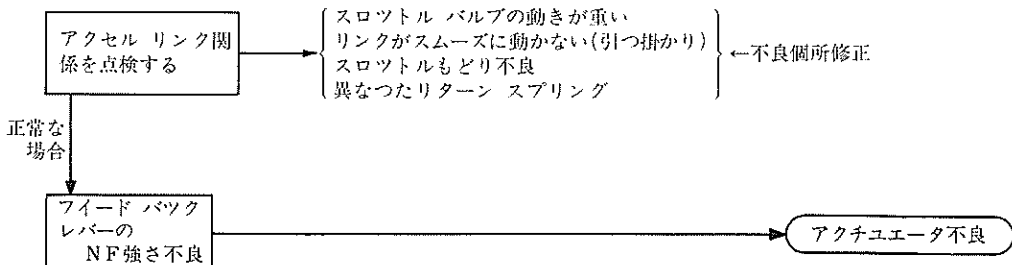 アクセル リンク関
係を点検する
スロツトル バルブの動きが重い
リンクがスムーズに動かない(引つ掛かり)
スロツトルもどり不良
異なつたリターン スプリング
←不良個所修正
正常な
場合
フイード バツク
レバーの
NF強さ不良
アクチユエータ不良